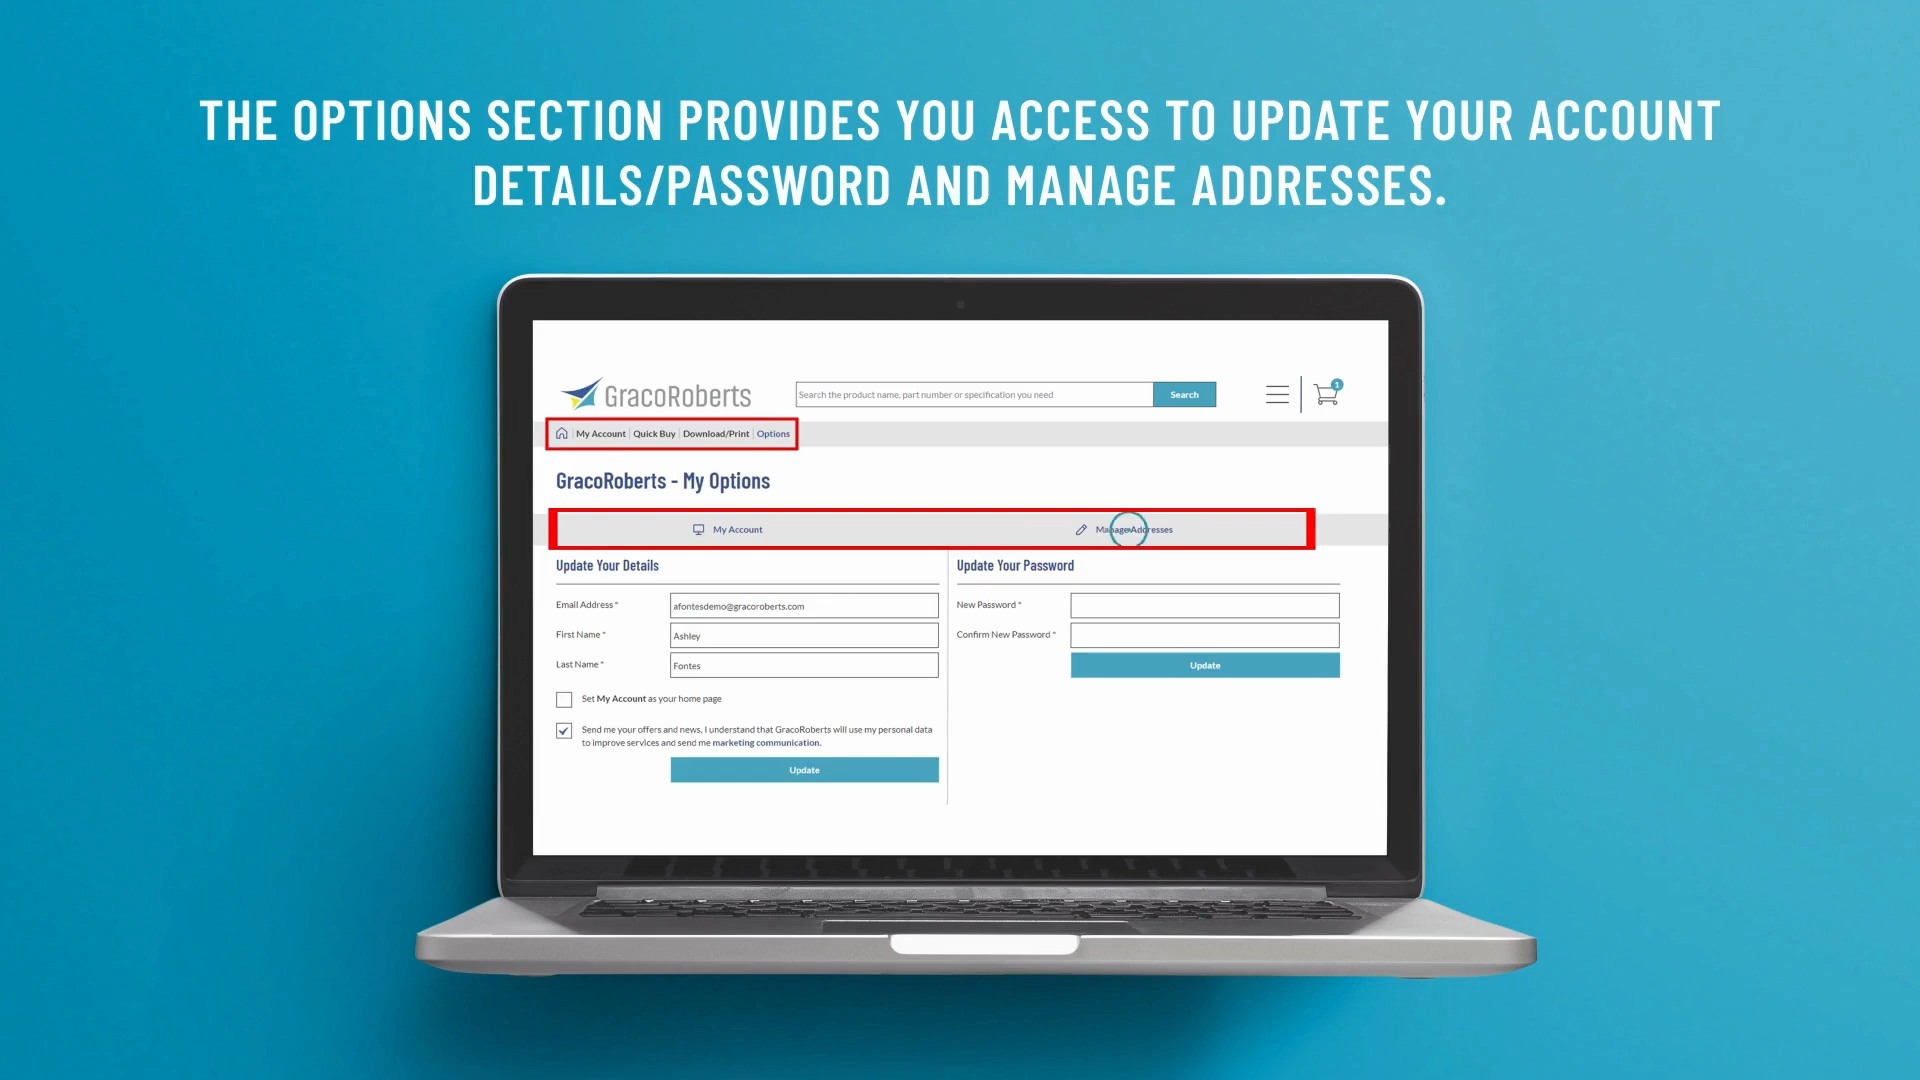 THE OPTIONS SECTION PROVIDES YOU ACCESS TO UPDATE YOUR ACCOUNT
DETAILS/PASSWORD AND MANAGE ADDRESSES.
GracoRoberts
Search the product name, part number or specification you need
Search
1
My Account | Quick Buy | Download/Print | Options
GracoRoberts - My Options
My Account
Manage Addresses
Update Your Details
Update Your Password
Email Address *
afontesdemo@gracoroberts.com
New Password *
First Name *
Ashley
Confirm New Password *
Last Name *
Fontes
Update
Set My Account as your home page
Send me your offers and news, I understand that GracoRoberts will use my personal data
to improve services and send me marketing communication.
Update